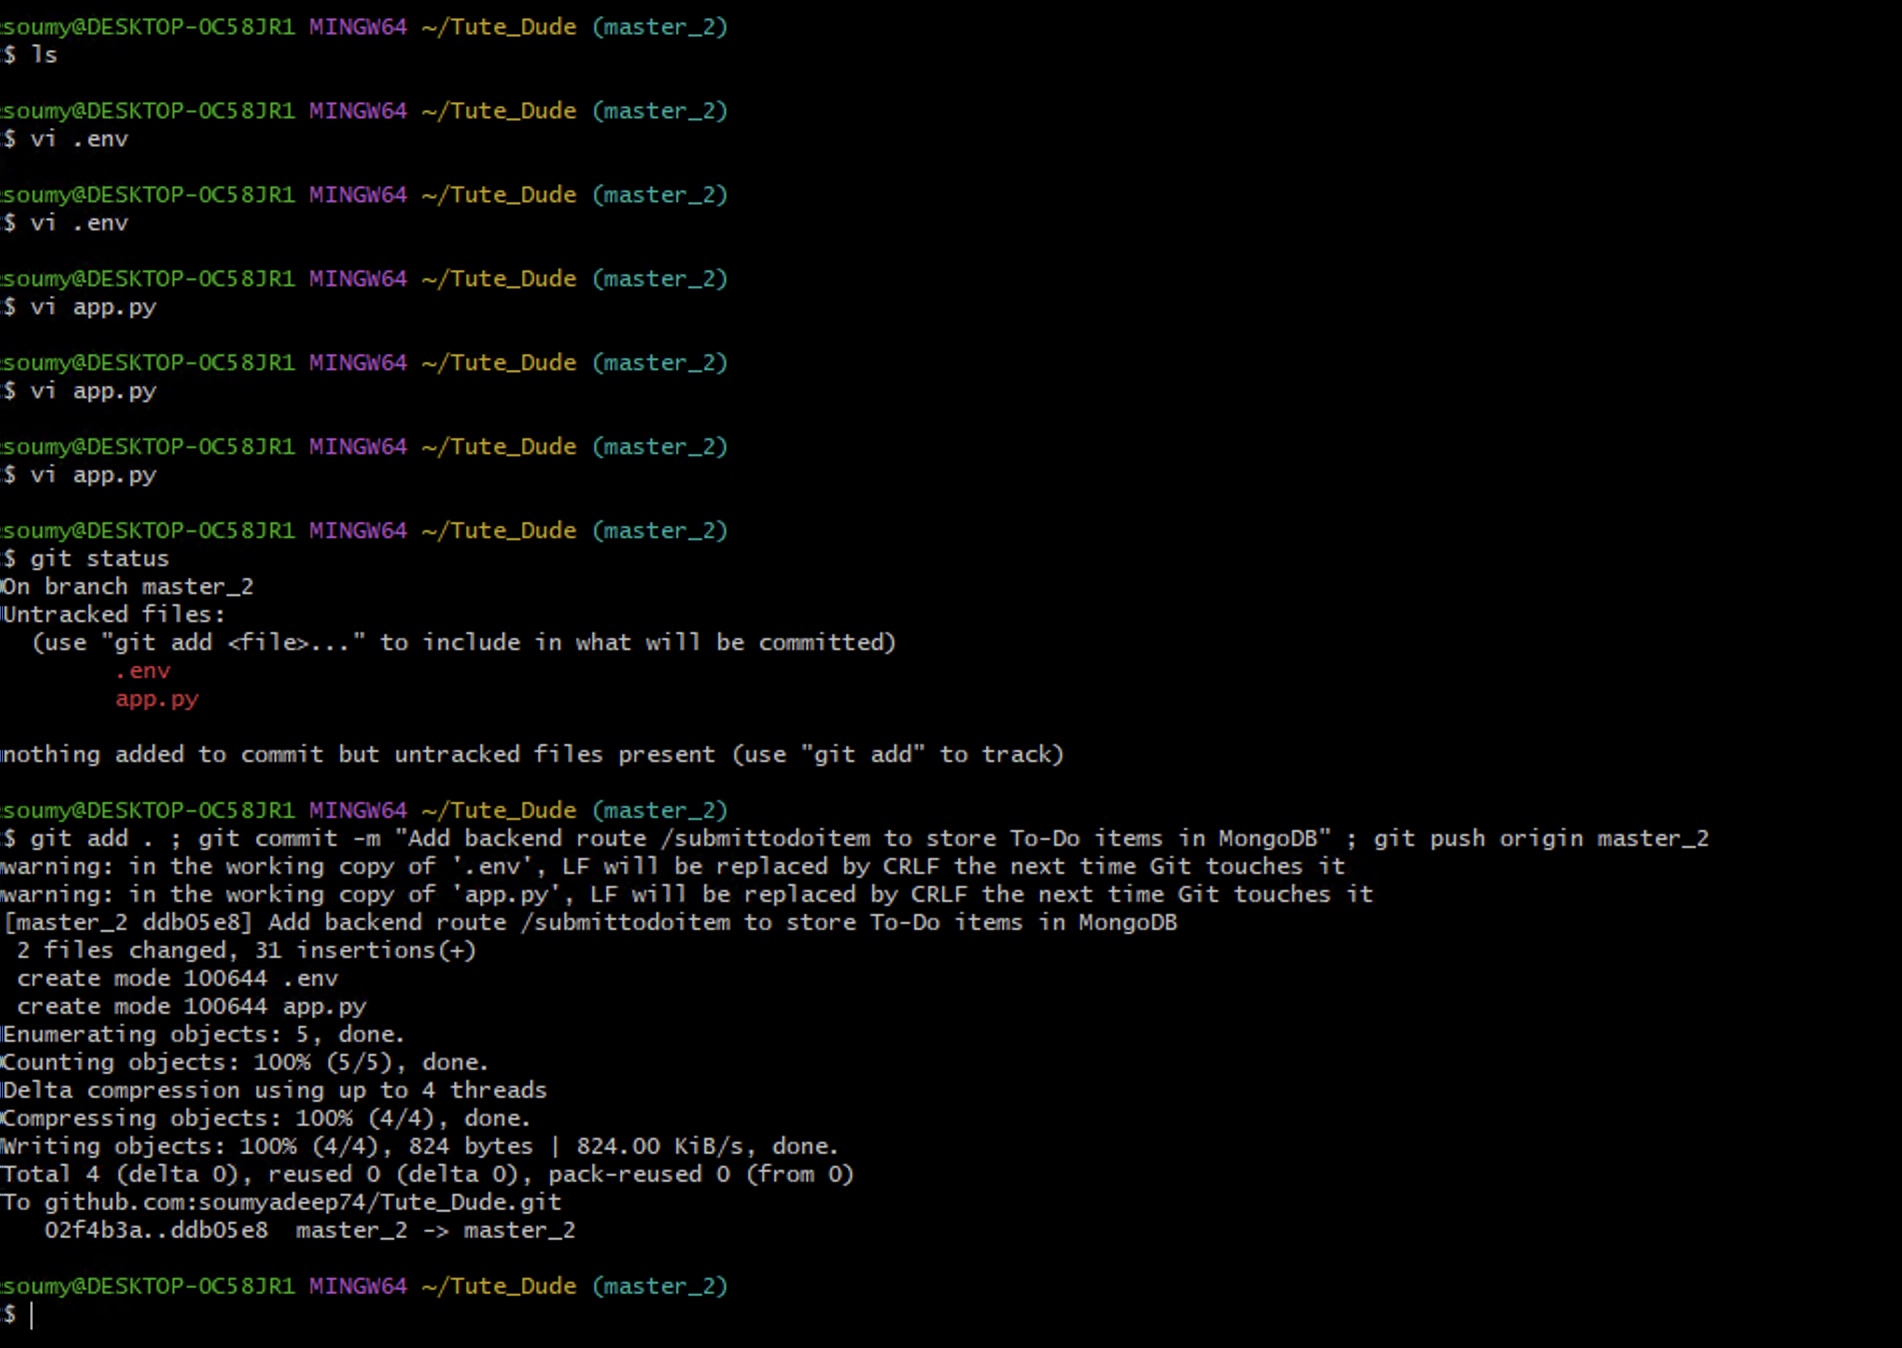 soumy@DESKTOP-OC58JR1 MINGW64 ~/Tute_Dude (master_2)
$ ls
soumy@DESKTOP-OC58JR1 MINGW64 ~/Tute_Dude (master_2)
$ vi .env
soumy@DESKTOP-OC58JR1 MINGW64 ~/Tute_Dude (master_2)
$ vi .env
soumy@DESKTOP-OC58JR1 MINGW64 ~/Tute_Dude (master_2)
$ vi app.py
soumy@DESKTOP-OC58JR1 MINGW64 ~/Tute_Dude (master_2)
$ vi app.py
soumy@DESKTOP-OC58JR1 MINGW64 ~/Tute_Dude (master_2)
$ vi app.py
soumy@DESKTOP-OC58JR1 MINGW64 ~/Tute_Dude (master_2)
$ git status
On branch master_2
Untracked files:
  (use "git add <file>..." to include in what will be committed)
        .env
        app.py
nothing added to commit but untracked files present (use "git add" to track)
soumy@DESKTOP-OC58JR1 MINGW64 ~/Tute_Dude (master_2)
$ git add . ; git commit -m "Add backend route /submittodoitem to store To-Do items in MongoDB" ; git push origin master_2
warning: in the working copy of '.env', LF will be replaced by CRLF the next time Git touches it
warning: in the working copy of 'app.py', LF will be replaced by CRLF the next time Git touches it
[master_2 ddb05e8] Add backend route /submittodoitem to store To-Do items in MongoDB
 2 files changed, 31 insertions(+)
 create mode 100644 .env
 create mode 100644 app.py
Enumerating objects: 5, done.
Counting objects: 100% (5/5), done.
Delta compression using up to 4 threads
Compressing objects: 100% (4/4), done.
Writing objects: 100% (4/4), 824 bytes | 824.00 KiB/s, done.
Total 4 (delta 0), reused 0 (delta 0), pack-reused 0 (from 0)
To github.com:soumyadeep74/Tute_Dude.git
   02f4b3a..ddb05e8  master_2 -> master_2
soumy@DESKTOP-OC58JR1 MINGW64 ~/Tute_Dude (master_2)
$